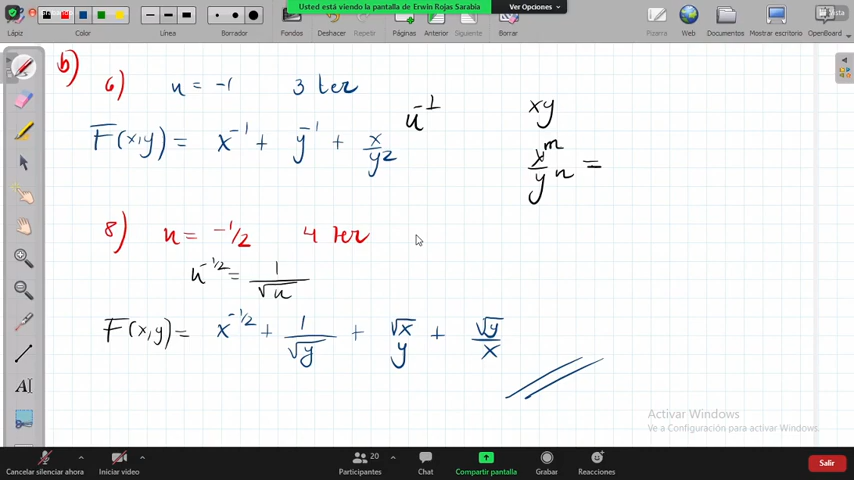 Usted está viendo la pantalla de Erwin Rojas Sarabia
Ver Opciones
Lápiz
Color
Línea
Borrador
Fondos
Deshacer
Rehacer
Páginas
Borrar
Pizarra
Web
Documentos
Mostrar escritorio
OpenBoard
b)
6) n = -1 3 ter
F(x,y) = x⁻¹ + y⁻¹ + x/y2
u⁻¹
xy
xᵐ/yn =
8) n = -1/2 4 ter
u^-1/2 = 1/√u
F(x,y) = x^-1/2 + 1/√y + √x/y + √y/x
Activar Windows
Ve a Configuración para activar Windows.
Cancelar silenciar ahora
Iniciar video
20
Participantes
Chat
Compartir pantalla
Grabar
Reacciones
Salir